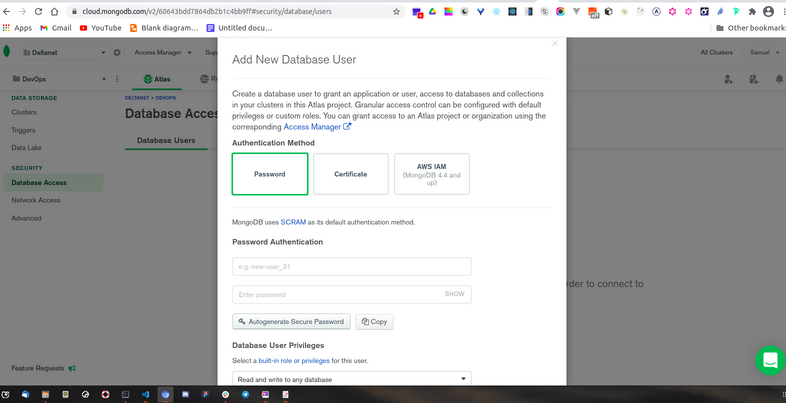 cloud.mongodb.com/v2/60643bdd7864db2b1c4bb9ff#security/database/users
Apps
Gmail
YouTube
Blank diagram...
Untitled docu...
Other bookmarks
Deltanet
Access Manager
All Clusters
Samuel
DevOps
Atlas
DATA STORAGE
Clusters
Triggers
Data Lake
SECURITY
Database Access
Network Access
Advanced
Feature Requests
DELTANET > DEVOPS
Database Acce
Database Users
rder to connect to
Add New Database User
Create a database user to grant an application or user, access to databases and collections
in your clusters in this Atlas project. Granular access control can be configured with default
privileges or custom roles. You can grant access to an Atlas project or organization using the
corresponding Access Manager
Authentication Method
Password
Certificate
AWS IAM
(MongoDB 4.4 and
up)
MongoDB uses SCRAM as its default authentication method.
Password Authentication
e.g. new-user_31
Enter password
SHOW
Autogenerate Secure Password
Copy
Database User Privileges
Select a built-in role or privileges for this user.
Read and write to any database